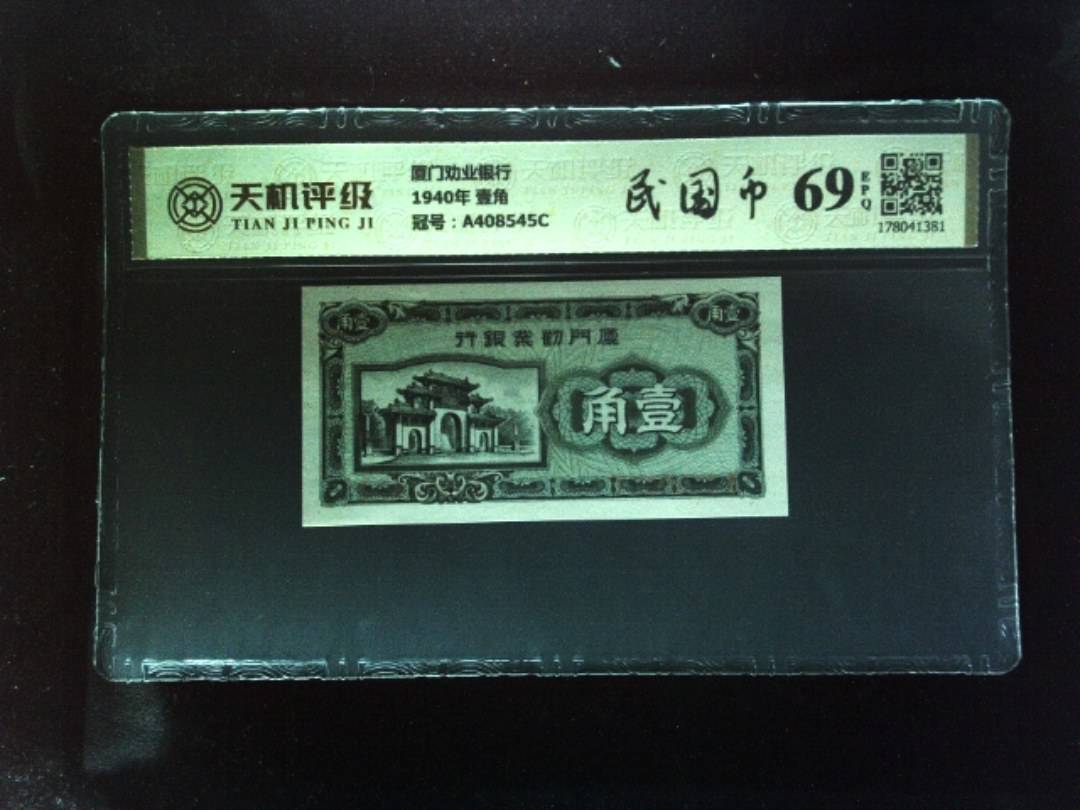 天机评级
TIAN JI PING JI
厦门劝业银行
1940年 壹角
冠号：A408545C
民国币
69
EPQ
178041381
角壹
角壹
行銀業勸門廈
角壹